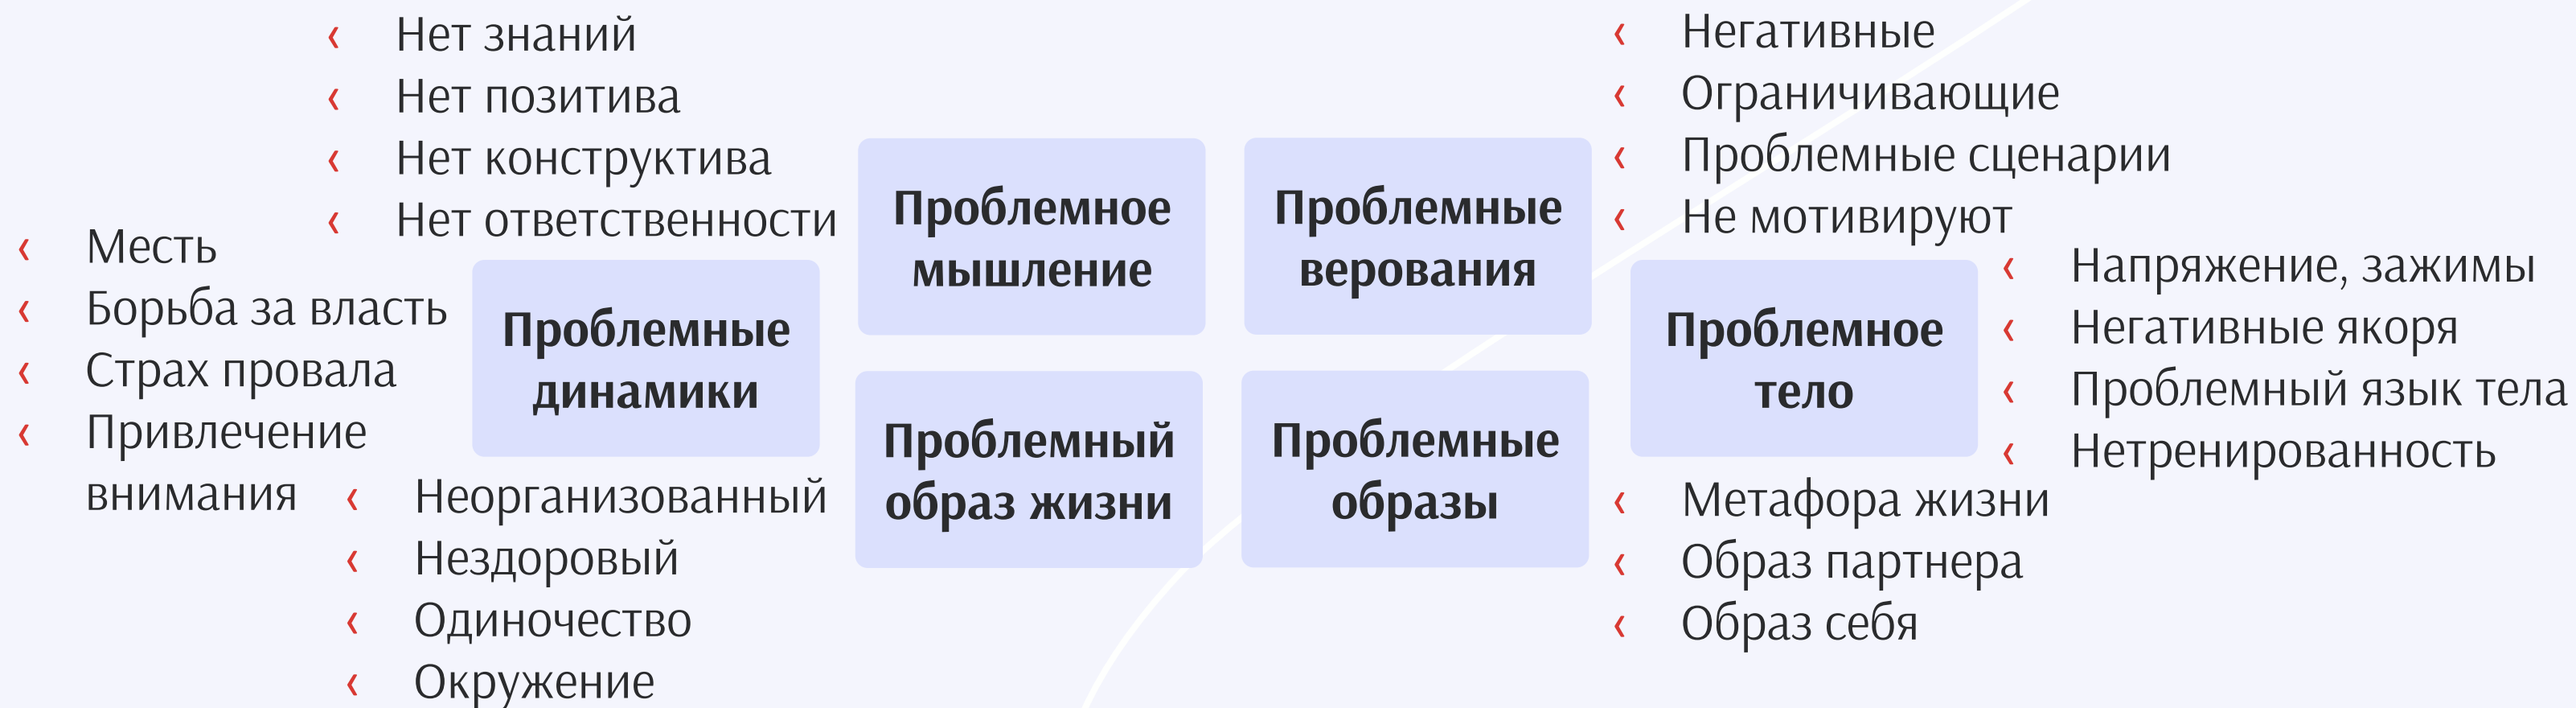 ‹ Нет знаний
‹ Нет позитива
‹ Нет конструктива
‹ Нет ответственности
Проблемное
мышление
Проблемные
верования
‹ Негативные
‹ Ограничивающие
‹ Проблемные сценарии
‹ Не мотивируют
‹ Месть
‹ Борьба за власть
‹ Страх провала
‹ Привлечение
внимания
Проблемные
динамики
Проблемное
тело
‹ Напряжение, зажимы
‹ Негативные якоря
‹ Проблемный язык тела
‹ Нетренированность
‹ Неорганизованный
‹ Нездоровый
‹ Одиночество
‹ Окружение
Проблемный
образ жизни
Проблемные
образы
‹ Метафора жизни
‹ Образ партнера
‹ Образ себя